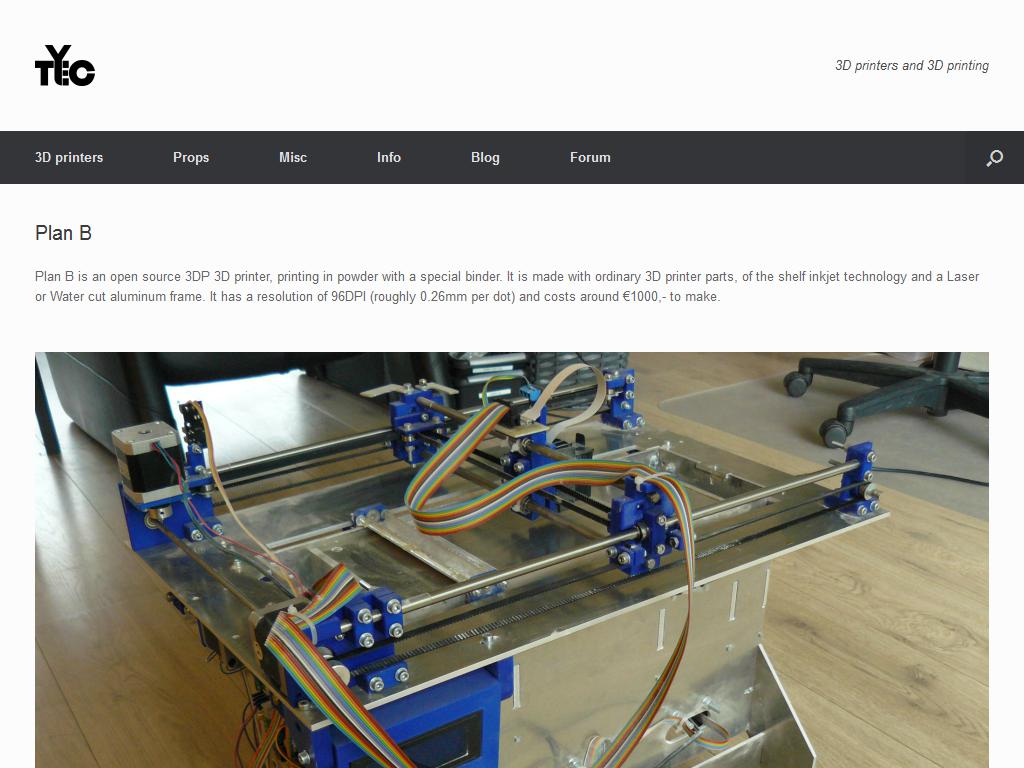 TYEC
3D printers and 3D printing
3D printers Props Misc Info Blog Forum
Plan B
Plan B is an open source 3DP 3D printer, printing in powder with a special binder. It is made with ordinary 3D printer parts, of the shelf inkjet technology and a Laser
or Water cut aluminum frame. It has a resolution of 96DPI (roughly 0.26mm per dot) and costs around €1000,- to make.